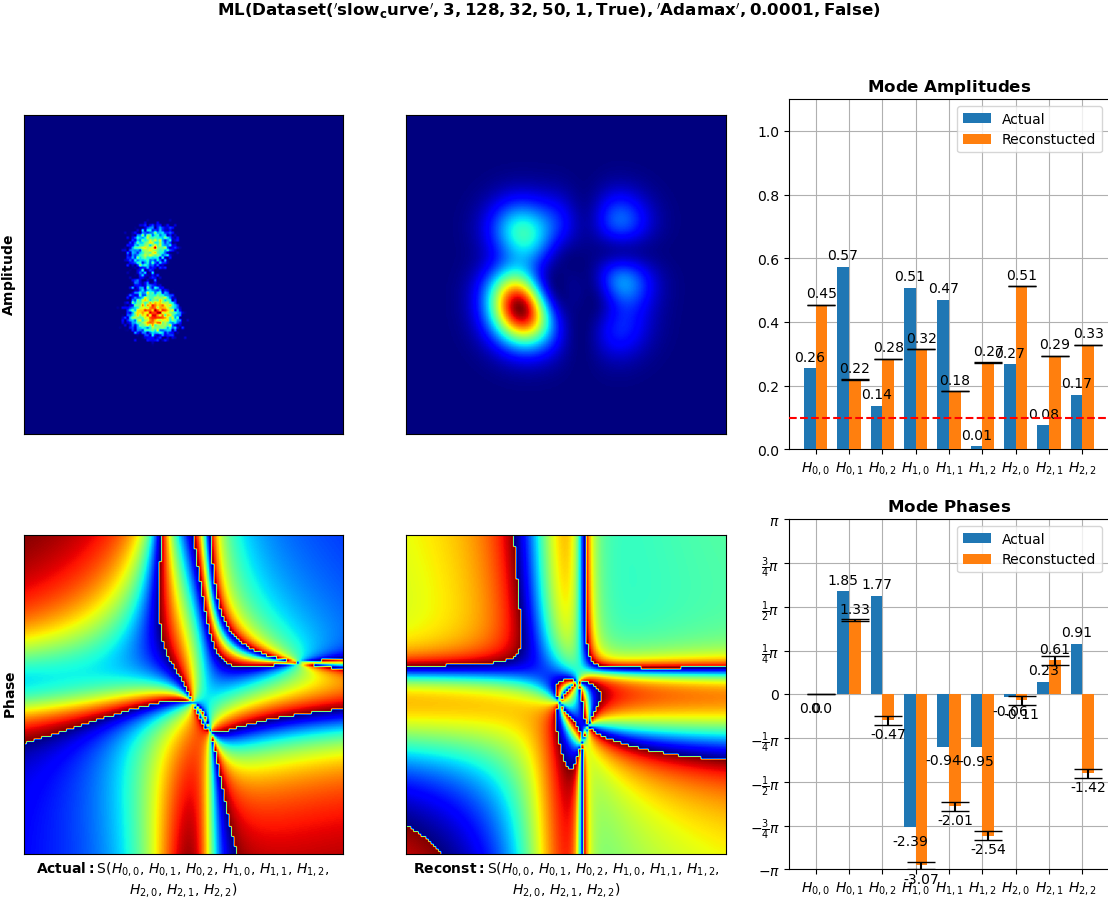 ML(Dataset('slow_curve', 3, 128, 32, 50, 1, True), 'Adamax', 0.0001, False)
Amplitude
Mode Amplitudes
Actual
Reconstucted
1.0
0.8
0.6
0.4
0.2
0.0
0.26
0.45
0.57
0.22
0.14
0.28
0.51
0.32
0.47
0.18
0.01
0.27
0.27
0.51
0.08
0.29
0.17
0.33
H0,0 H0,1 H0,2 H1,0 H1,1 H1,2 H2,0 H2,1 H2,2
Phase
Actual: S(H0,0, H0,1, H0,2, H1,0, H1,1, H1,2,
H2,0, H2,1, H2,2)
Reconst: S(H0,0, H0,1, H0,2, H1,0, H1,1, H1,2,
H2,0, H2,1, H2,2)
Mode Phases
Actual
Reconstucted
π
3/4π
1/2π
1/4π
0
−1/4π
−1/2π
−3/4π
−π
0.0
0.0
1.85
1.33
1.77
-0.47
-2.39
-3.07
-0.94
-2.01
-0.95
-2.54
-0.06
-0.11
0.23
0.61
0.91
-1.42
H0,0 H0,1 H0,2 H1,0 H1,1 H1,2 H2,0 H2,1 H2,2